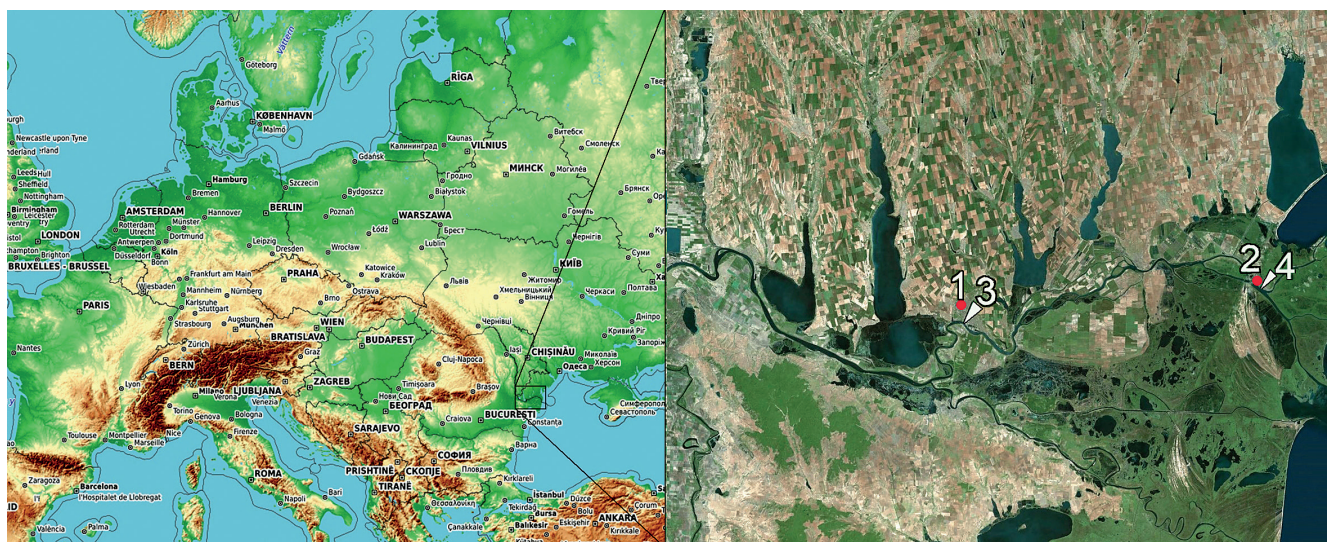 Vättern
Göteborg
RĪGA
Тве
Aarhus
KØBENHAVN
Malmö
burgh
Newcastle upon Tyne
Kaunas
Витебск
Калининград
VILNIUS
Смоленск
Leeds
Hull
Sheffield
Nottingham
Birmingham
Leicester
Gdańsk
Гродно
МИНСК
Могилёв
Hamburg
Szczecin
Bremen
Bydgoszcz
Białystok
Брянск
AMSTERDAM
Hannover
BERLIN
Poznań
WARSZAWA
Гомель
Rotterdam
Utrecht
Münster
Łódź
Брест
LONDON
Antwerpen
Dortmund
Leipzig
Wrocław
Lublin
Чернігів
Brighton
Düsseldorf
Köln
Dresden
Суми
BRUXELLES - BRUSSEL
Bonn
Katowice
КИЇВ
Frankfurt am Main
PRAHA
Kraków
Львів
Житомир
Wiesbaden
Mannheim
Nürnberg
Ostrava
Хмельницький
Черкаси
Полтава
PARIS
Karlsruhe
Brno
Вінниця
Stuttgart
Strasbourg
Augsburg
München
WIEN
Чернівці
Дніпро
BRATISLAVA
Кривий Ріг
Nantes
Zürich
Graz
BUDAPEST
Iași
CHIȘINĂU
Запоріж
BERN
Cluj-Napoca
Миколаїв
Одеса
Херсон
Lyon
Milano
LJUBLJANA
ZAGREB
Timișoara
Verona
Venezia
Нови Сад
Brașov
Torino
БЕОГРАД
Симферополь
Genova
Bologna
Craiova
BUCUREȘTI
Севастополь
Toulouse
Montpellier
Nice
Firenze
SARAJEVO
Constanța
Marseille
Варна
СОФИЯ
Zaragoza
Barcelona
ROMA
PRISHTINË
СКОПЈЕ
Пловдив
l'Hospitalet de Llobregat
TIRANË
Kırklareli
Bari
Napoli
Θεσσαλονίκη
Tekirdağ
İstanbul
Düzce
València
Palma
Çanakkale
Bursa
Bolu
Çorum
Eskişehir
ANKARA
Balıkesir
Kırıkkale
1
3
2
4